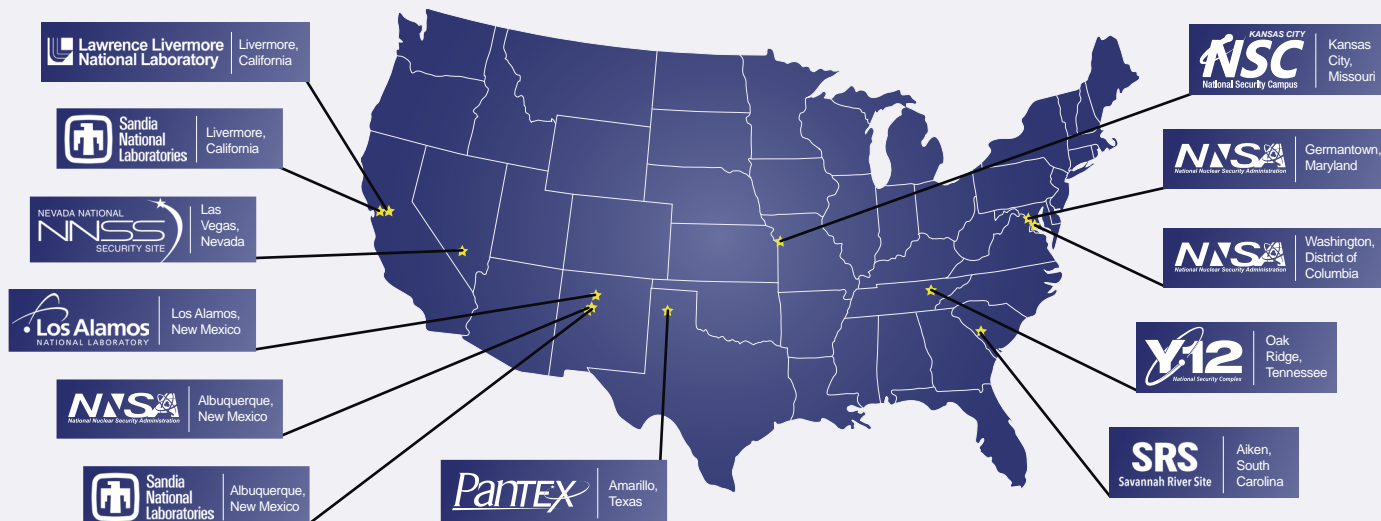 Lawrence Livermore
National Laboratory
Livermore,
California
Sandia
National
Laboratories
Livermore,
California
NEVADA NATIONAL
NNSS
SECURITY SITE
Las
Vegas,
Nevada
Los Alamos
NATIONAL LABORATORY
Los Alamos,
New Mexico
NNSA
National Nuclear Security Administration
Albuquerque,
New Mexico
Sandia
National
Laboratories
Albuquerque,
New Mexico
PANTEX
Amarillo,
Texas
KANSAS CITY
NSC
National Security Campus
Kansas
City,
Missouri
NNSA
National Nuclear Security Administration
Germantown,
Maryland
NNSA
National Nuclear Security Administration
Washington,
District of
Columbia
Y-12
National Security Complex
Oak
Ridge,
Tennessee
SRS
Savannah River Site
Aiken,
South
Carolina